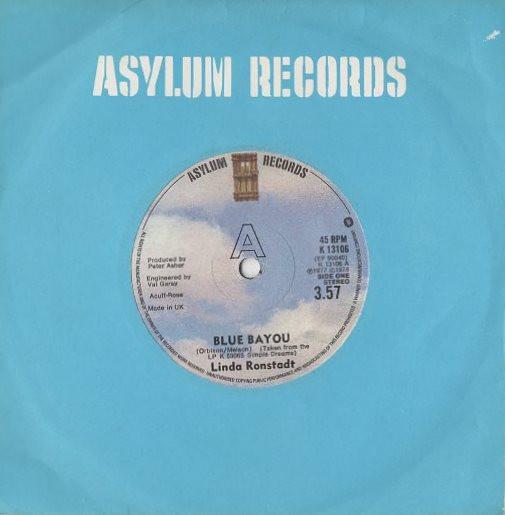 ASYLUM RECORDS
ASYLUM RECORDS
A
45 RPM
K 13106
(EP 90040)
K 13106 A
Ⓟ1977 ©1978
SIDE ONE
STEREO
3.57
Produced by
Peter Asher
Engineered by
Val Garay
Acuff-Rose
Made in UK
BLUE BAYOU
(Orbison/Melson) (Taken from the
LP K 53065 Simple Dreams)
Linda Ronstadt